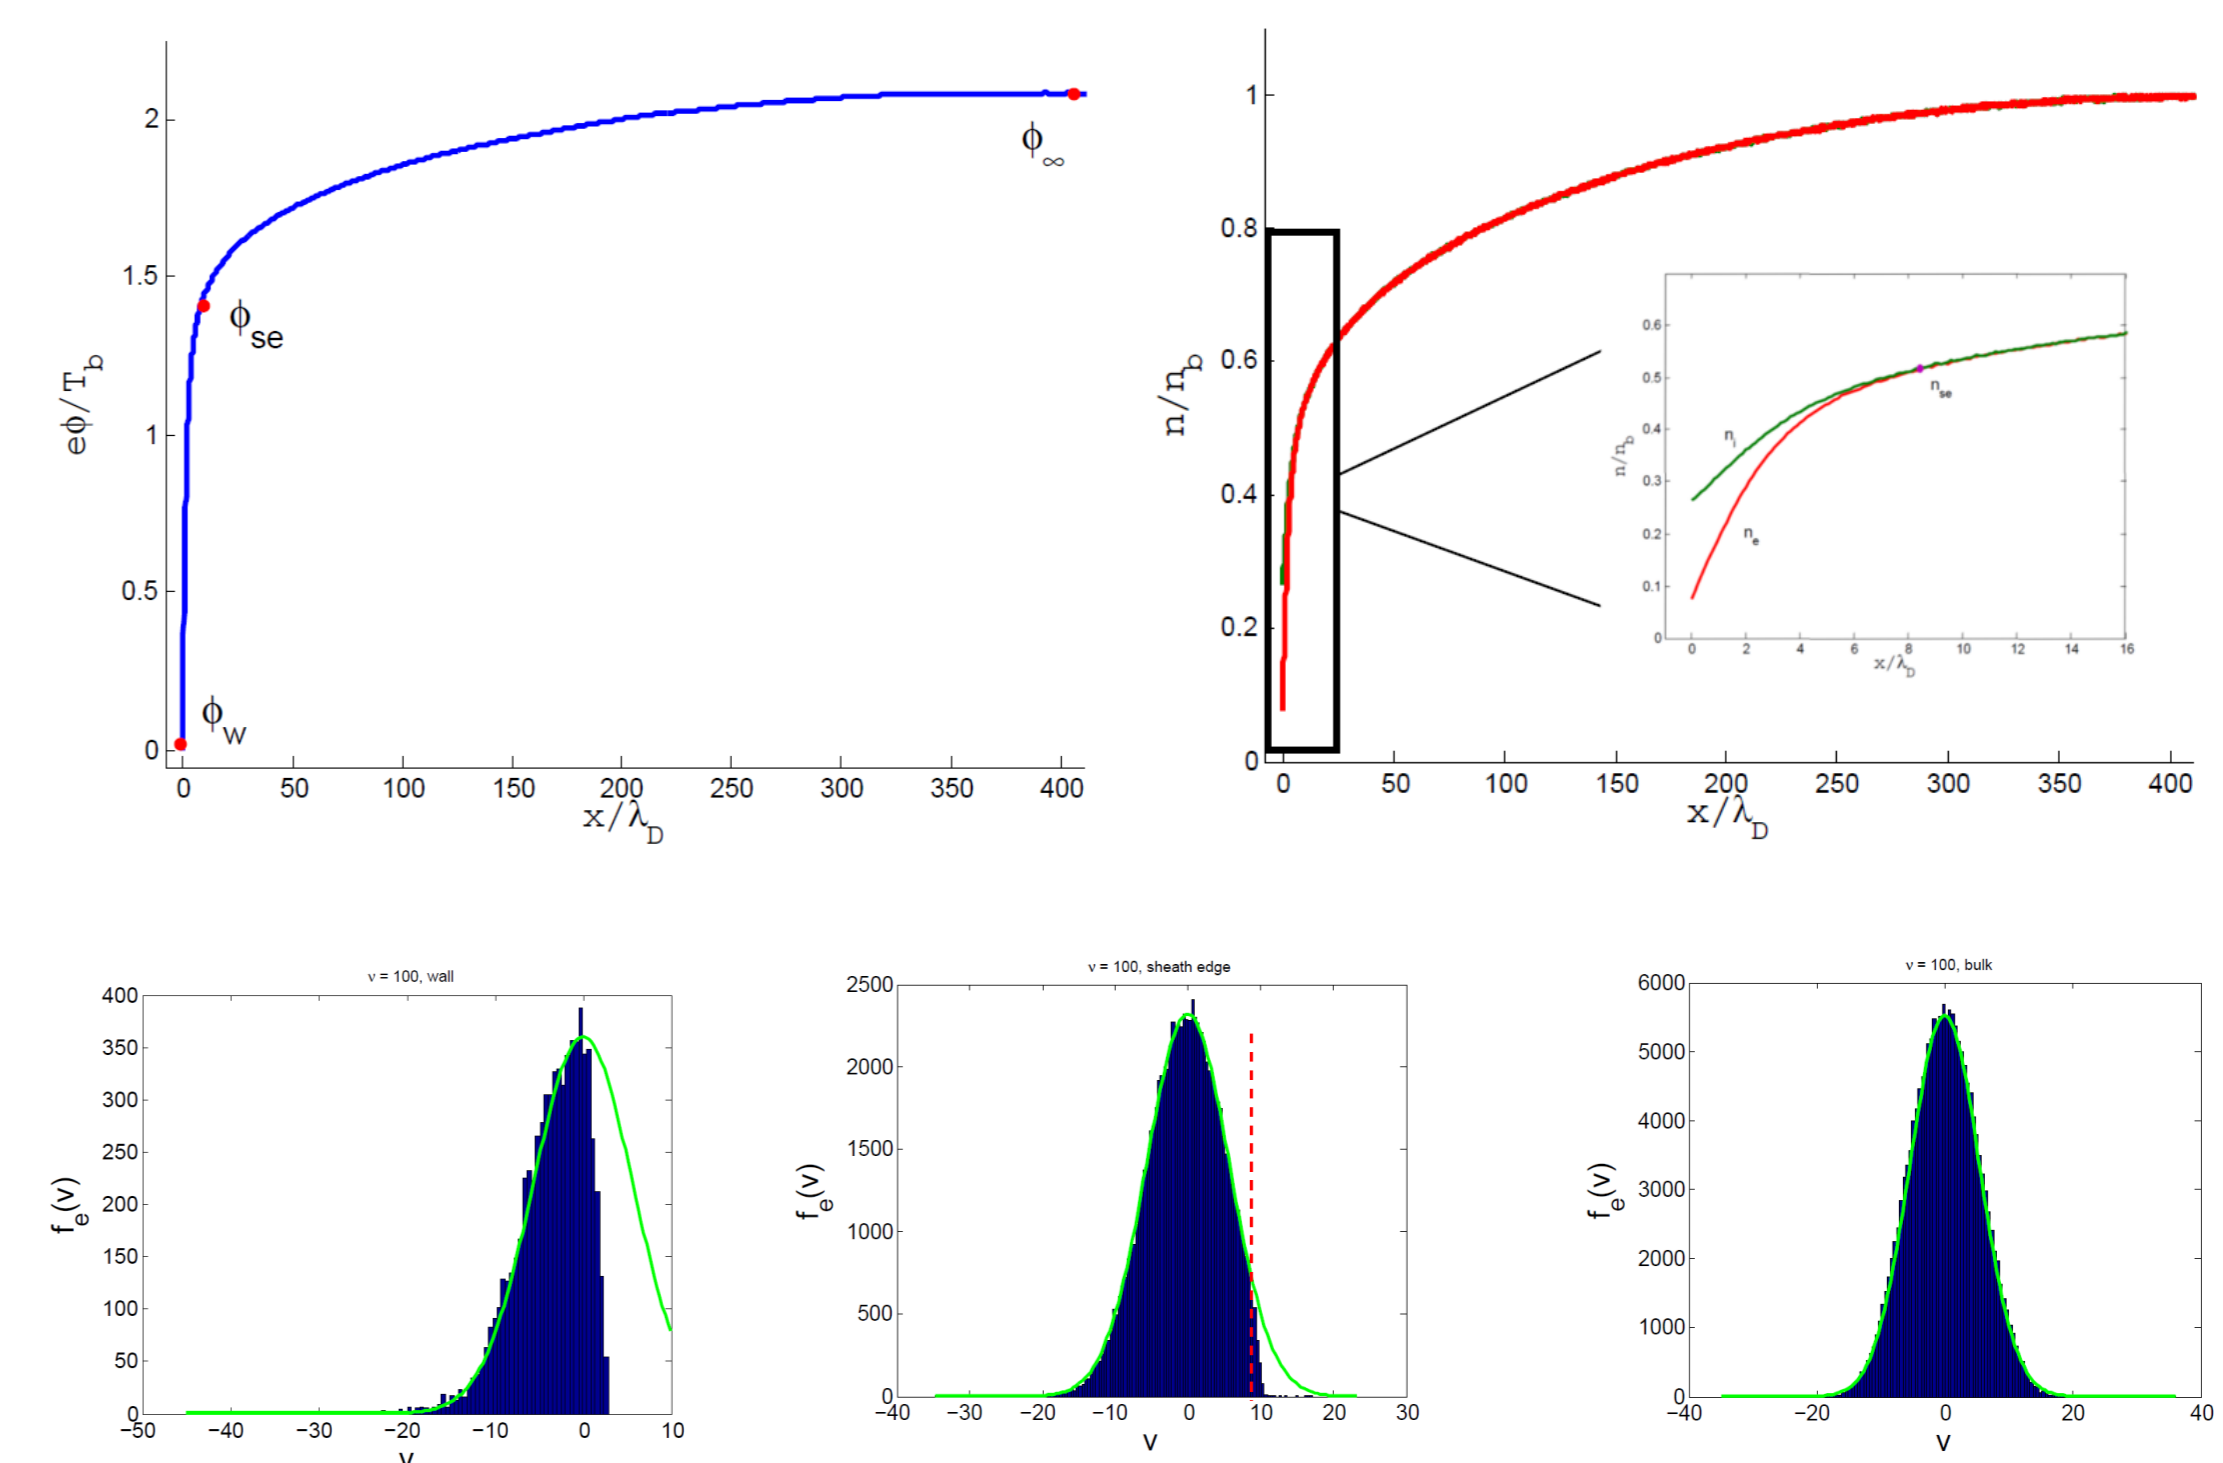 2
1.5
1
0.5
0
eϕ/T_b
ϕ_∞
ϕ_se
ϕ_W
0 50 100 150 200 250 300 350 400
x/λ_D
1
0.8
0.6
0.4
0.2
0
n/n_b
0 50 100 150 200 250 300 350 400
x/λ_D
0.6
0.5
0.4
0.3
0.2
0.1
0
n/n_b
n_se
n_i
n_e
0 2 4 6 8 10 12 14 16
x/λ_D
ν = 100, wall
400
350
300
250
200
150
100
50
0
f_e(v)
−50 −40 −30 −20 −10 0 10
v
ν = 100, sheath edge
2500
2000
1500
1000
500
0
f_e(v)
−40 −30 −20 −10 0 10 20 30
v
ν = 100, bulk
6000
5000
4000
3000
2000
1000
0
f_e(v)
−40 −20 0 20 40
v